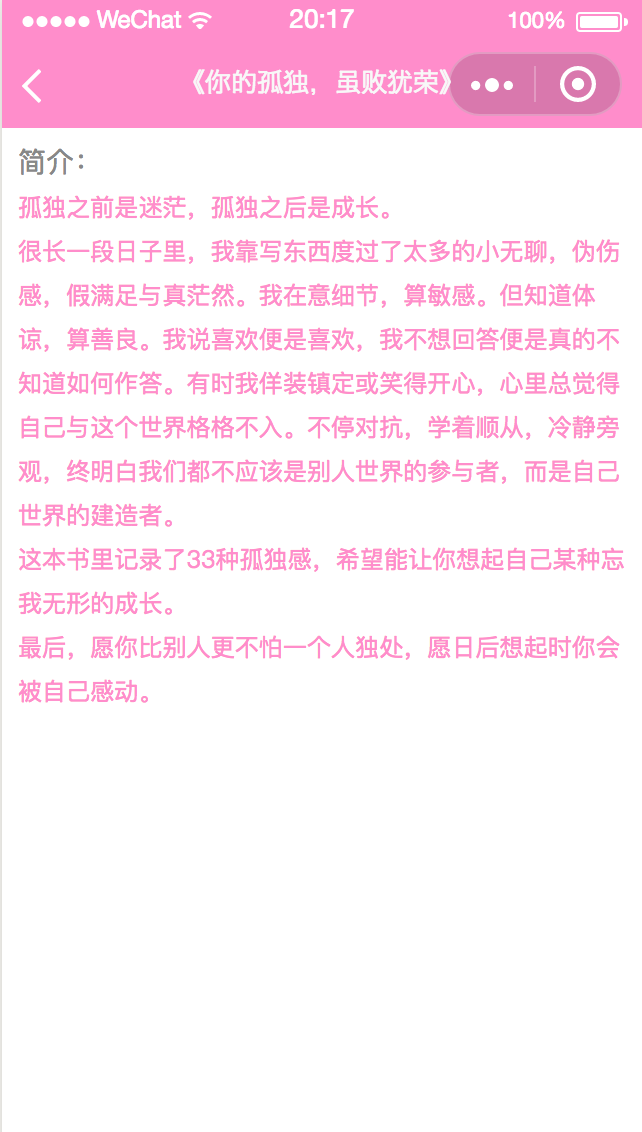 WeChat 20:17 100%
《你的孤独，虽败犹荣》
简介：
孤独之前是迷茫，孤独之后是成长。
很长一段日子里，我靠写东西度过了太多的小无聊，伪伤
感，假满足与真茫然。我在意细节，算敏感。但知道体
谅，算善良。我说喜欢便是喜欢，我不想回答便是真的不
知道如何作答。有时我佯装镇定或笑得开心，心里总觉得
自己与这个世界格格不入。不停对抗，学着顺从，冷静旁
观，终明白我们都不应该是别人世界的参与者，而是自己
世界的建造者。
这本书里记录了33种孤独感，希望能让你想起自己某种忘
我无形的成长。
最后，愿你比别人更不怕一个人独处，愿日后想起时你会
被自己感动。